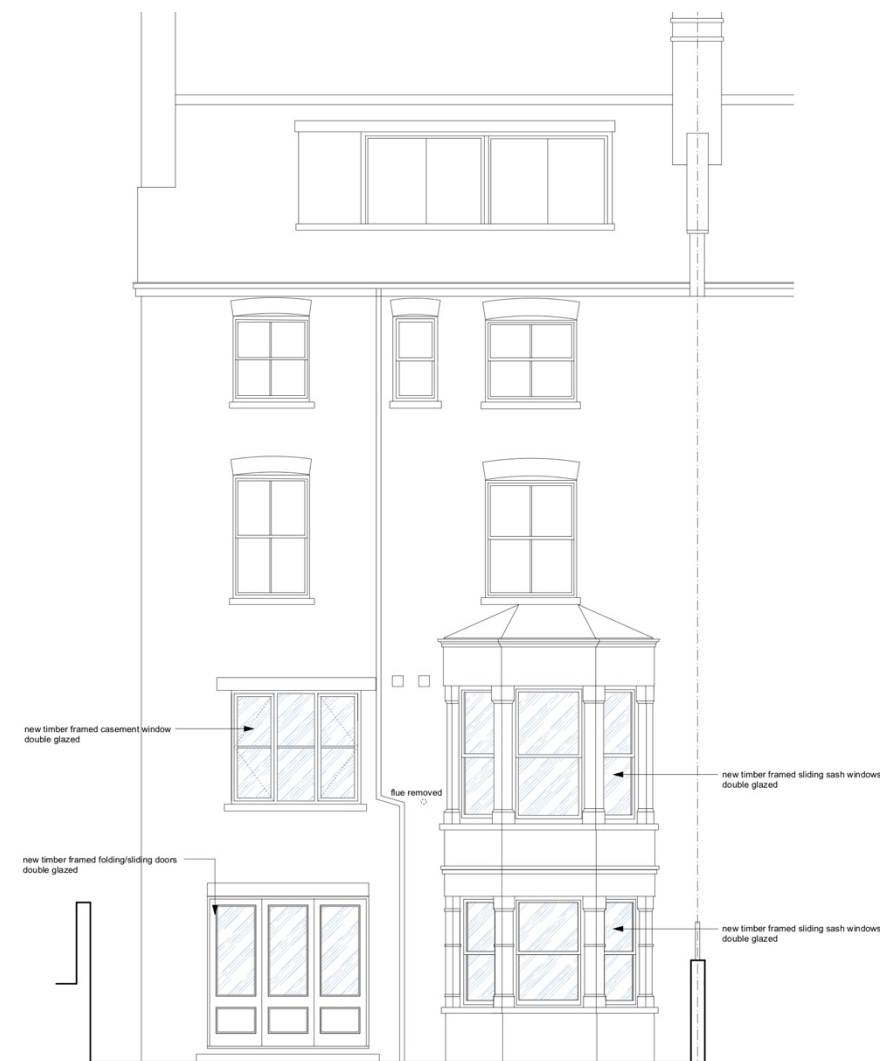 new timber framed casement window
double glazed
new timber framed sliding sash windows
double glazed
flue removed
new timber framed folding/sliding doors
double glazed
new timber framed sliding sash windows
double glazed